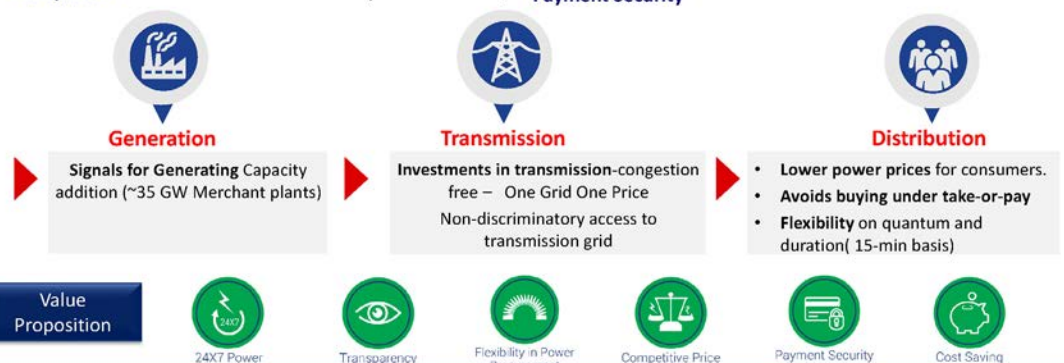 Payment Security
Generation
Transmission
Distribution
Signals for Generating Capacity
addition (~35 GW Merchant plants)
Investments in transmission-congestion
free – One Grid One Price
Non-discriminatory access to
transmission grid
• Lower power prices for consumers.
• Avoids buying under take-or-pay
• Flexibility on quantum and
duration( 15-min basis)
Value
Proposition
24X7
24X7 Power
Transparency
Flexibility in Power
Competitive Price
Payment Security
Cost Saving